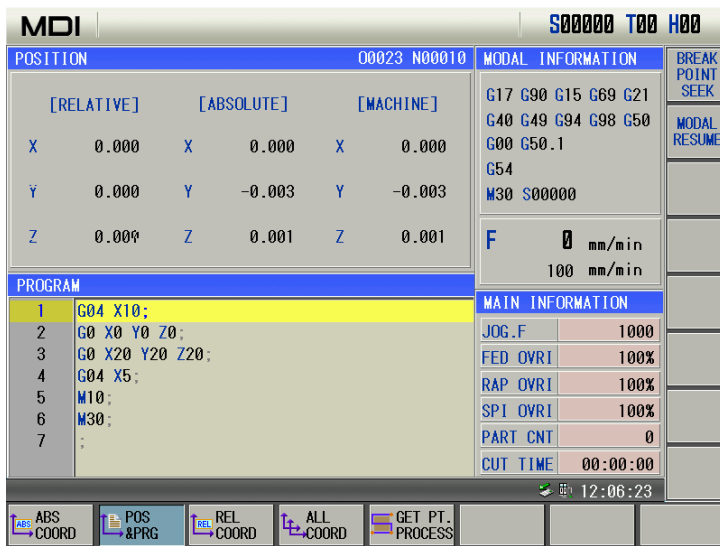 MDI
S00000 T00 H00
POSITION
O0023 N00010
[RELATIVE] [ABSOLUTE] [MACHINE]
X 0.000 X 0.000 X 0.000
Y 0.000 Y -0.003 Y -0.003
Z Z 0.001 Z 0.001
MODAL INFORMATION
G17 G90 G15 G69 G21
G40 G49 G94 G98 G50
G00 G50.1
G54
M30 S00000
F 0 mm/min
100 mm/min
PROGRAM
1 G04 X10;
2 G0 X0 Y0 Z0;
3 G0 X20 Y20 Z20;
4 G04 X5;
5 M10;
6 M30;
7 ;
MAIN INFORMATION
JOG.F 1000
FED OVRI 100%
RAP OVRI 100%
SPI OVRI 100%
PART CNT 0
CUT TIME 00:00:00
12:06:23
BREAK
POINT
SEEK
MODAL
RESUME
ABS
ABS
COORD
POS
&PRG
REL
REL
COORD
ALL
COORD
GET PT.
PROCESS